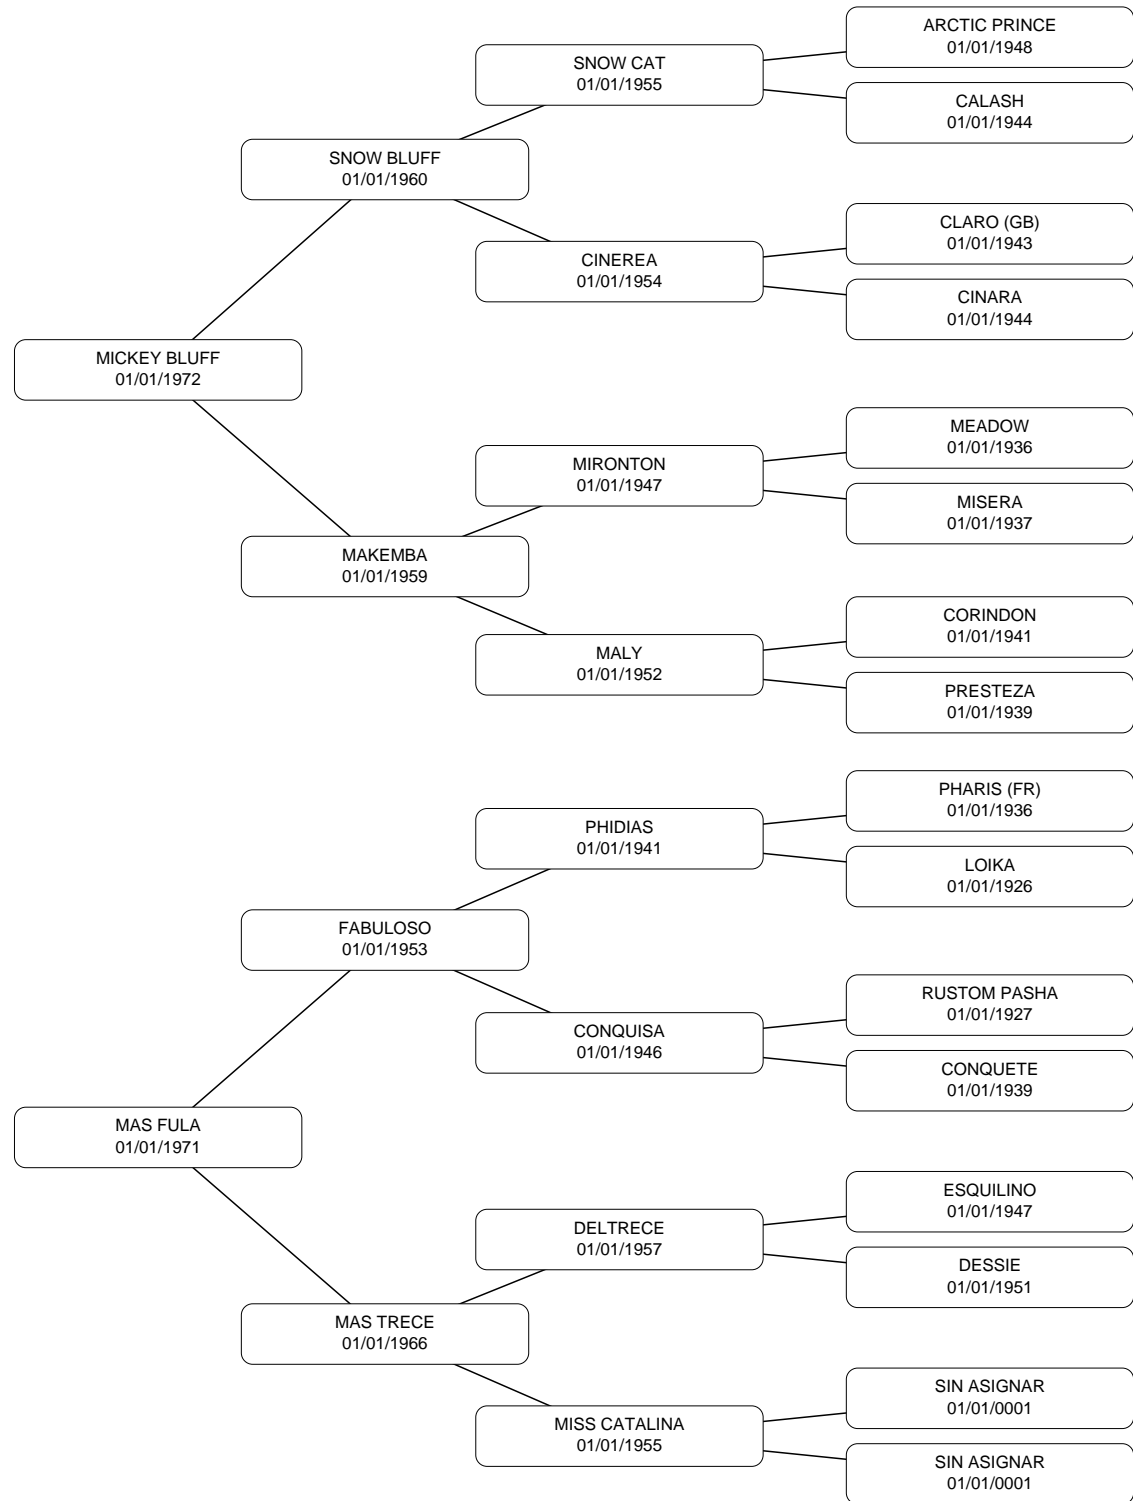 ARCTIC PRINCE
01/01/1948
SNOW CAT
01/01/1955
CALASH
01/01/1944
SNOW BLUFF
01/01/1960
CLARO (GB)
01/01/1943
CINEREA
01/01/1954
CINARA
01/01/1944
MICKEY BLUFF
01/01/1972
MEADOW
01/01/1936
MIRONTON
01/01/1947
MISERA
01/01/1937
MAKEMBA
01/01/1959
CORINDON
01/01/1941
MALY
01/01/1952
PRESTEZA
01/01/1939
PHARIS (FR)
01/01/1936
PHIDIAS
01/01/1941
LOIKA
01/01/1926
FABULOSO
01/01/1953
RUSTOM PASHA
01/01/1927
CONQUISA
01/01/1946
CONQUETE
01/01/1939
MAS FULA
01/01/1971
ESQUILINO
01/01/1947
DELTRECE
01/01/1957
DESSIE
01/01/1951
MAS TRECE
01/01/1966
SIN ASIGNAR
01/01/0001
MISS CATALINA
01/01/1955
SIN ASIGNAR
01/01/0001